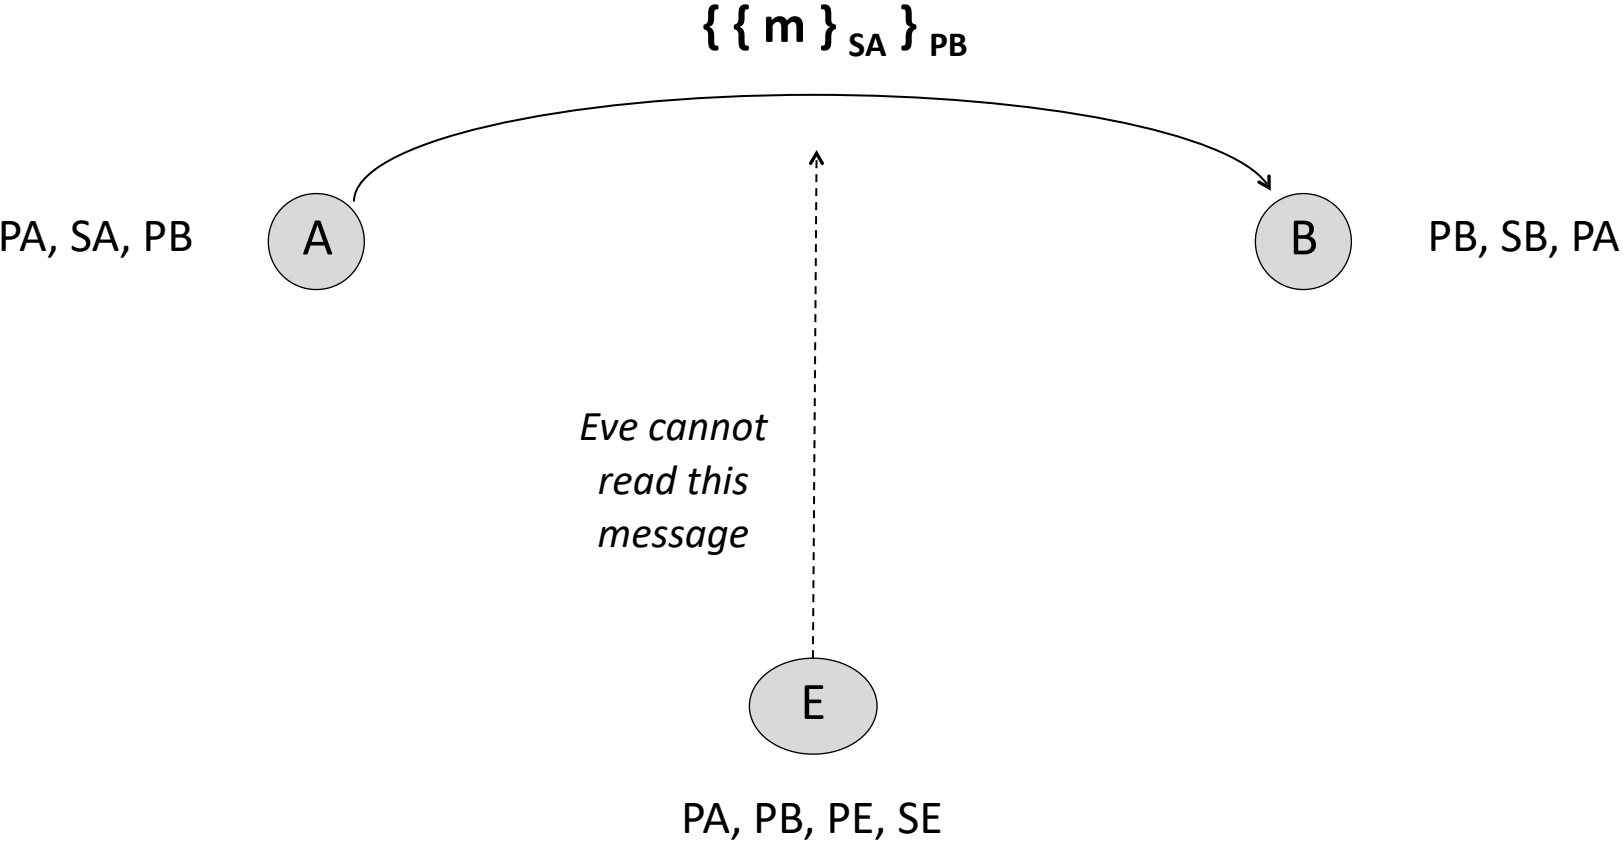 { { m } SA } PB
PA, SA, PB
A
B
PB, SB, PA
Eve cannot
read this
message
E
PA, PB, PE, SE